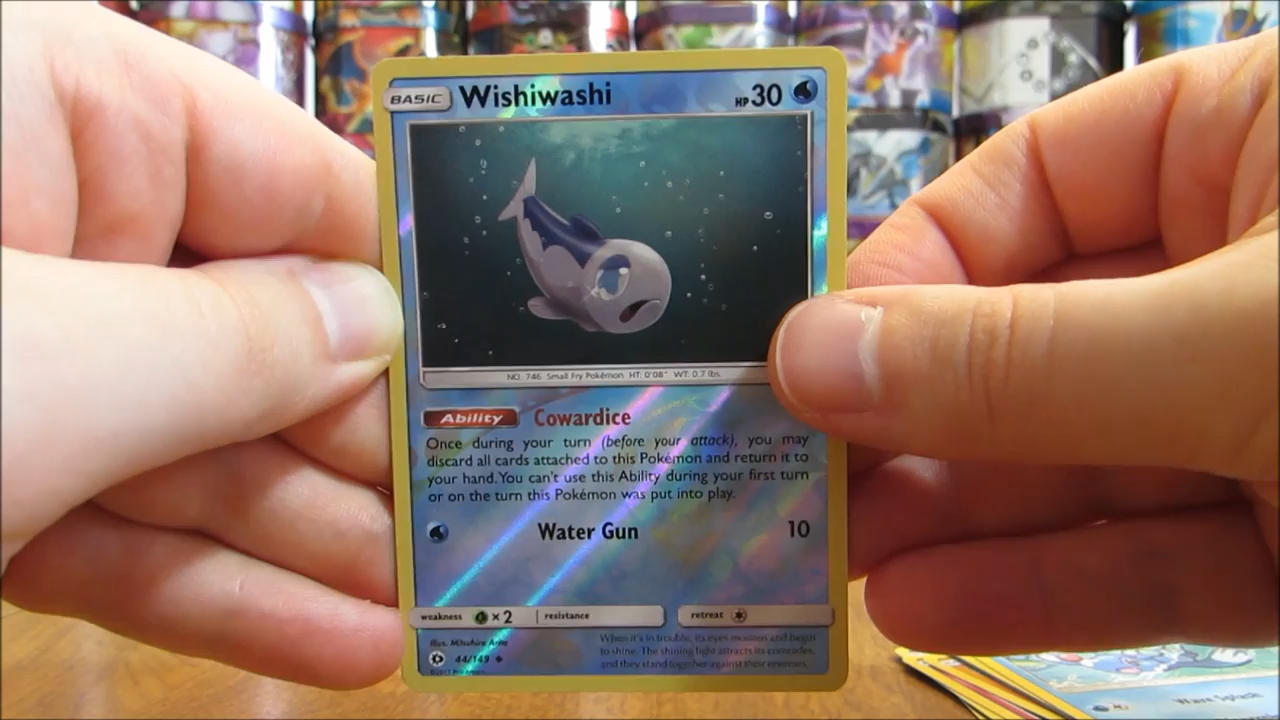 BASIC Wishiwashi HP 30
NO. 746 Small Fry Pokémon HT: 0'08" WT: 0.7 lbs.
Ability Cowardice
Once during your turn (before your attack), you may
discard all cards attached to this Pokémon and return it to
your hand. You can't use this Ability during your first turn
or on the turn this Pokémon was put into play.
Water Gun 10
weakness ×2 resistance retreat
Illus. Mitsuhiro Arita
44/149
©2017 Pokémon
When it's in trouble, its eyes moisten and begin
to shine. The shining light attracts its comrades,
and they stand together against their enemies.
Wave Splash